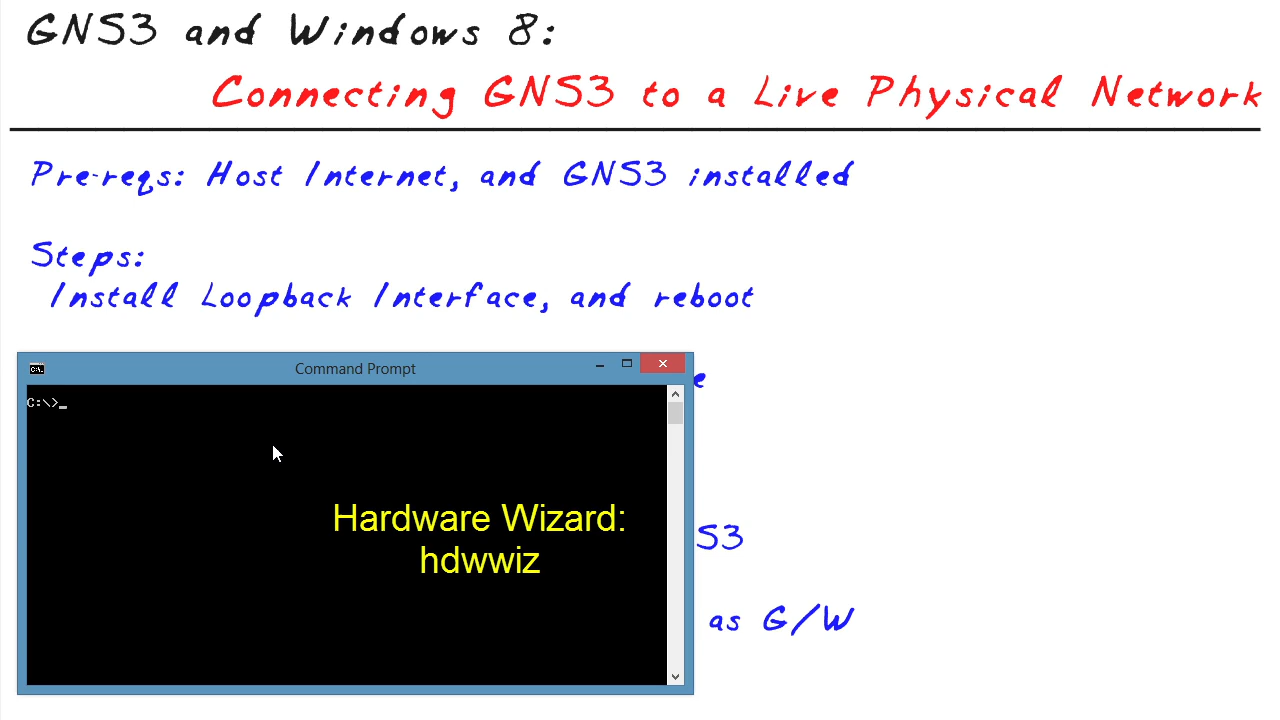 GNS3 and Windows 8:
Connecting GNS3 to a Live Physical Network
Pre-reqs: Host Internet, and GNS3 installed
Steps:
Install Loopback Interface, and reboot
Command Prompt
C:\>_
Hardware Wizard:
hdwwiz
as G/W